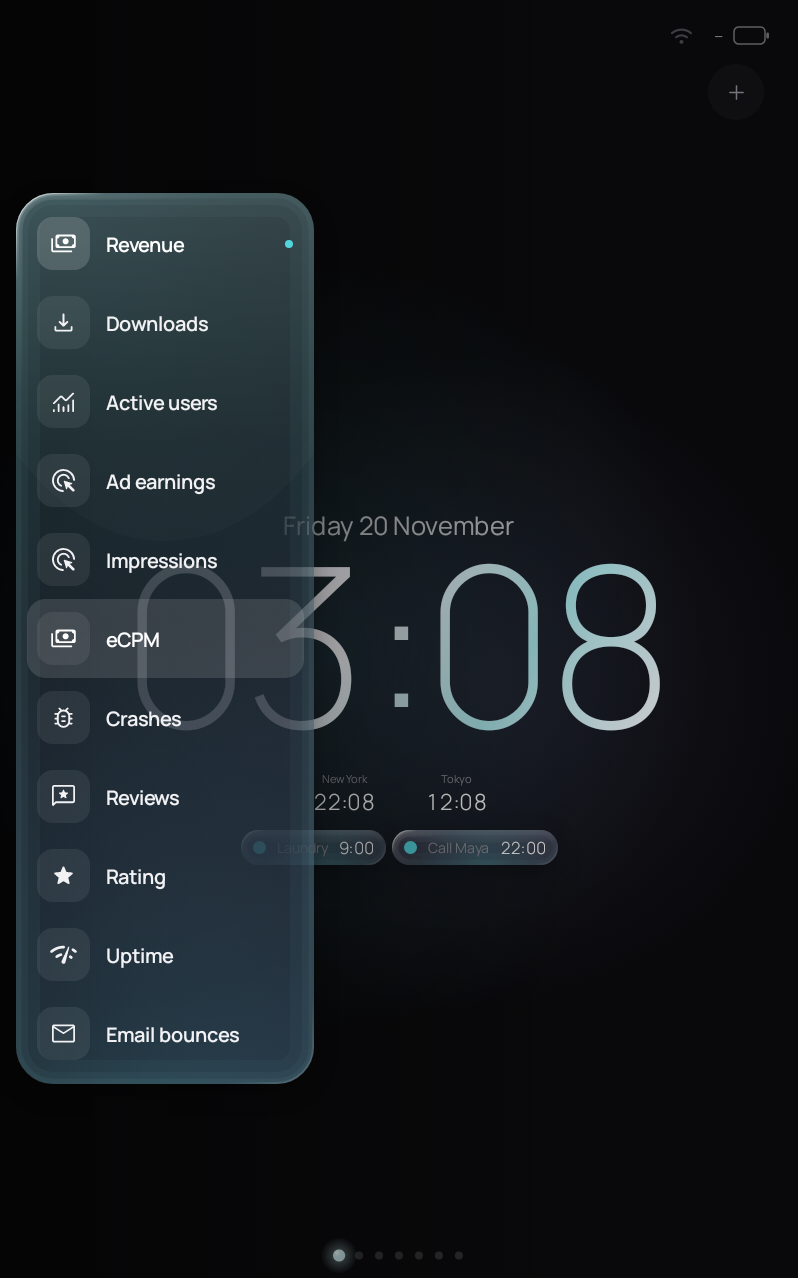 –
+
Revenue
Downloads
Active users
Ad earnings
Friday 20 November
Impressions
03:08
eCPM
Crashes
New York
Tokyo
Reviews
22:08
12:08
Laundry 9:00
Call Maya 22:00
Rating
Uptime
Email bounces